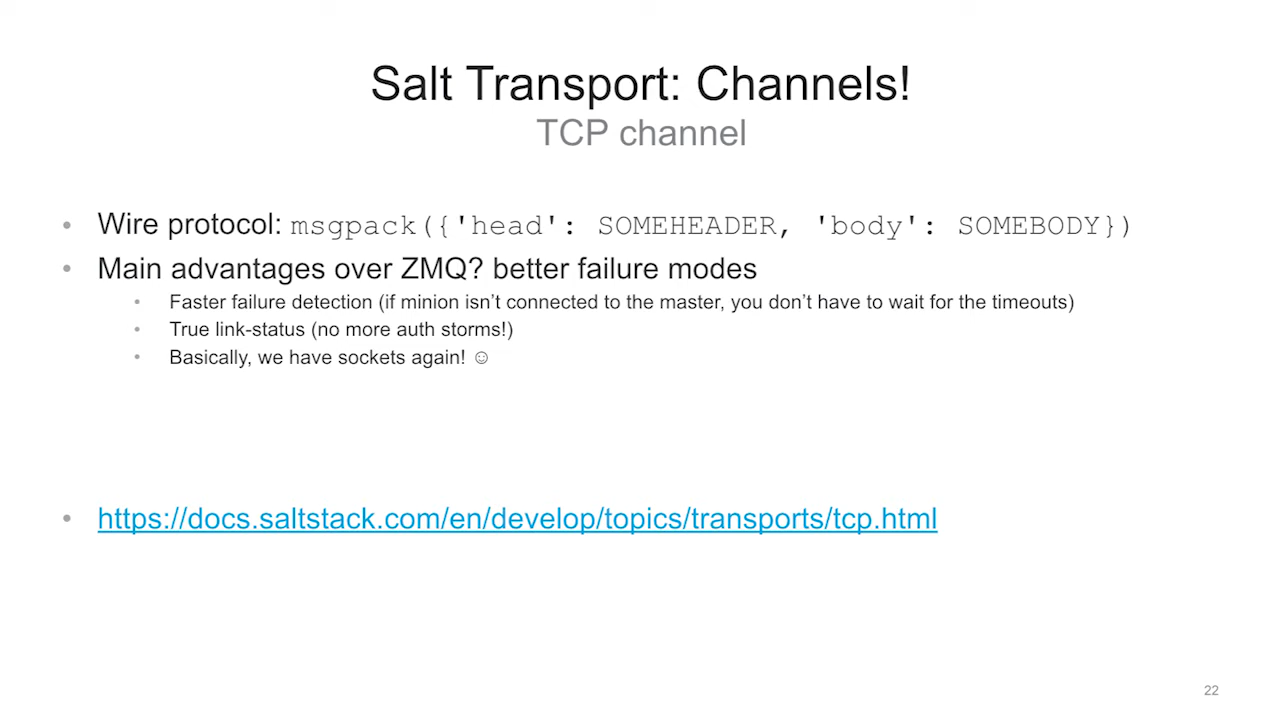 Salt Transport: Channels!
TCP channel
• Wire protocol: msgpack({'head': SOMEHEADER, 'body': SOMEBODY})
• Main advantages over ZMQ? better failure modes
• Faster failure detection (if minion isn’t connected to the master, you don’t have to wait for the timeouts)
• True link-status (no more auth storms!)
• Basically, we have sockets again! ☺
• https://docs.saltstack.com/en/develop/topics/transports/tcp.html
22